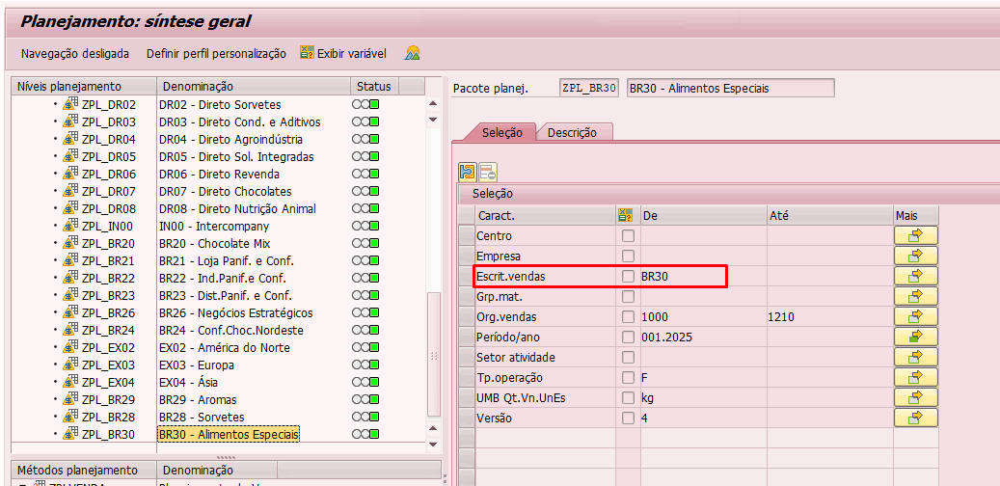 Planejamento: síntese geral
Navegação desligada Definir perfil personalização Exibir variável
Níveis planejamento Denominação Status
ZPL_DR02 DR02 - Direto Sorvetes
ZPL_DR03 DR03 - Direto Cond. e Aditivos
ZPL_DR04 DR04 - Direto Agroindústria
ZPL_DR05 DR05 - Direto Sol. Integradas
ZPL_DR06 DR06 - Direto Revenda
ZPL_DR07 DR07 - Direto Chocolates
ZPL_DR08 DR08 - Direto Nutrição Animal
ZPL_IN00 IN00 - Intercompany
ZPL_BR20 BR20 - Chocolate Mix
ZPL_BR21 BR21 - Loja Panif. e Conf.
ZPL_BR22 BR22 - Ind.Panif.e Conf.
ZPL_BR23 BR23 - Dist.Panif. e Conf.
ZPL_BR26 BR26 - Negócios Estratégicos
ZPL_BR24 BR24 - Conf.Choc.Nordeste
ZPL_EX02 EX02 - América do Norte
ZPL_EX03 EX03 - Europa
ZPL_EX04 EX04 - Ásia
ZPL_BR29 BR29 - Aromas
ZPL_BR28 BR28 - Sorvetes
ZPL_BR30 BR30 - Alimentos Especiais
Métodos planejamento Denominação
Pacote planej. ZPL_BR30 BR30 - Alimentos Especiais
Seleção Descrição
Seleção
Caract. De Até Mais
Centro
Empresa
Escrit.vendas BR30
Grp.mat.
Org.vendas 1000 1210
Período/ano 001.2025
Setor atividade
Tp.operação F
UMB Qt.Vn.UnEs kg
Versão 4